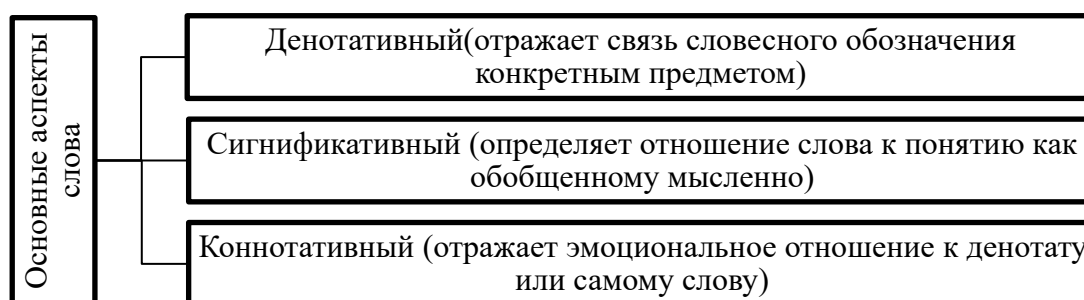 Основные аспекты
слова
Денотативный(отражает связь словесного обозначения
конкретным предметом)
Сигнификативный (определяет отношение слова к понятию как
обобщенному мысленно)
Коннотативный (отражает эмоциональное отношение к денотату
или самому слову)